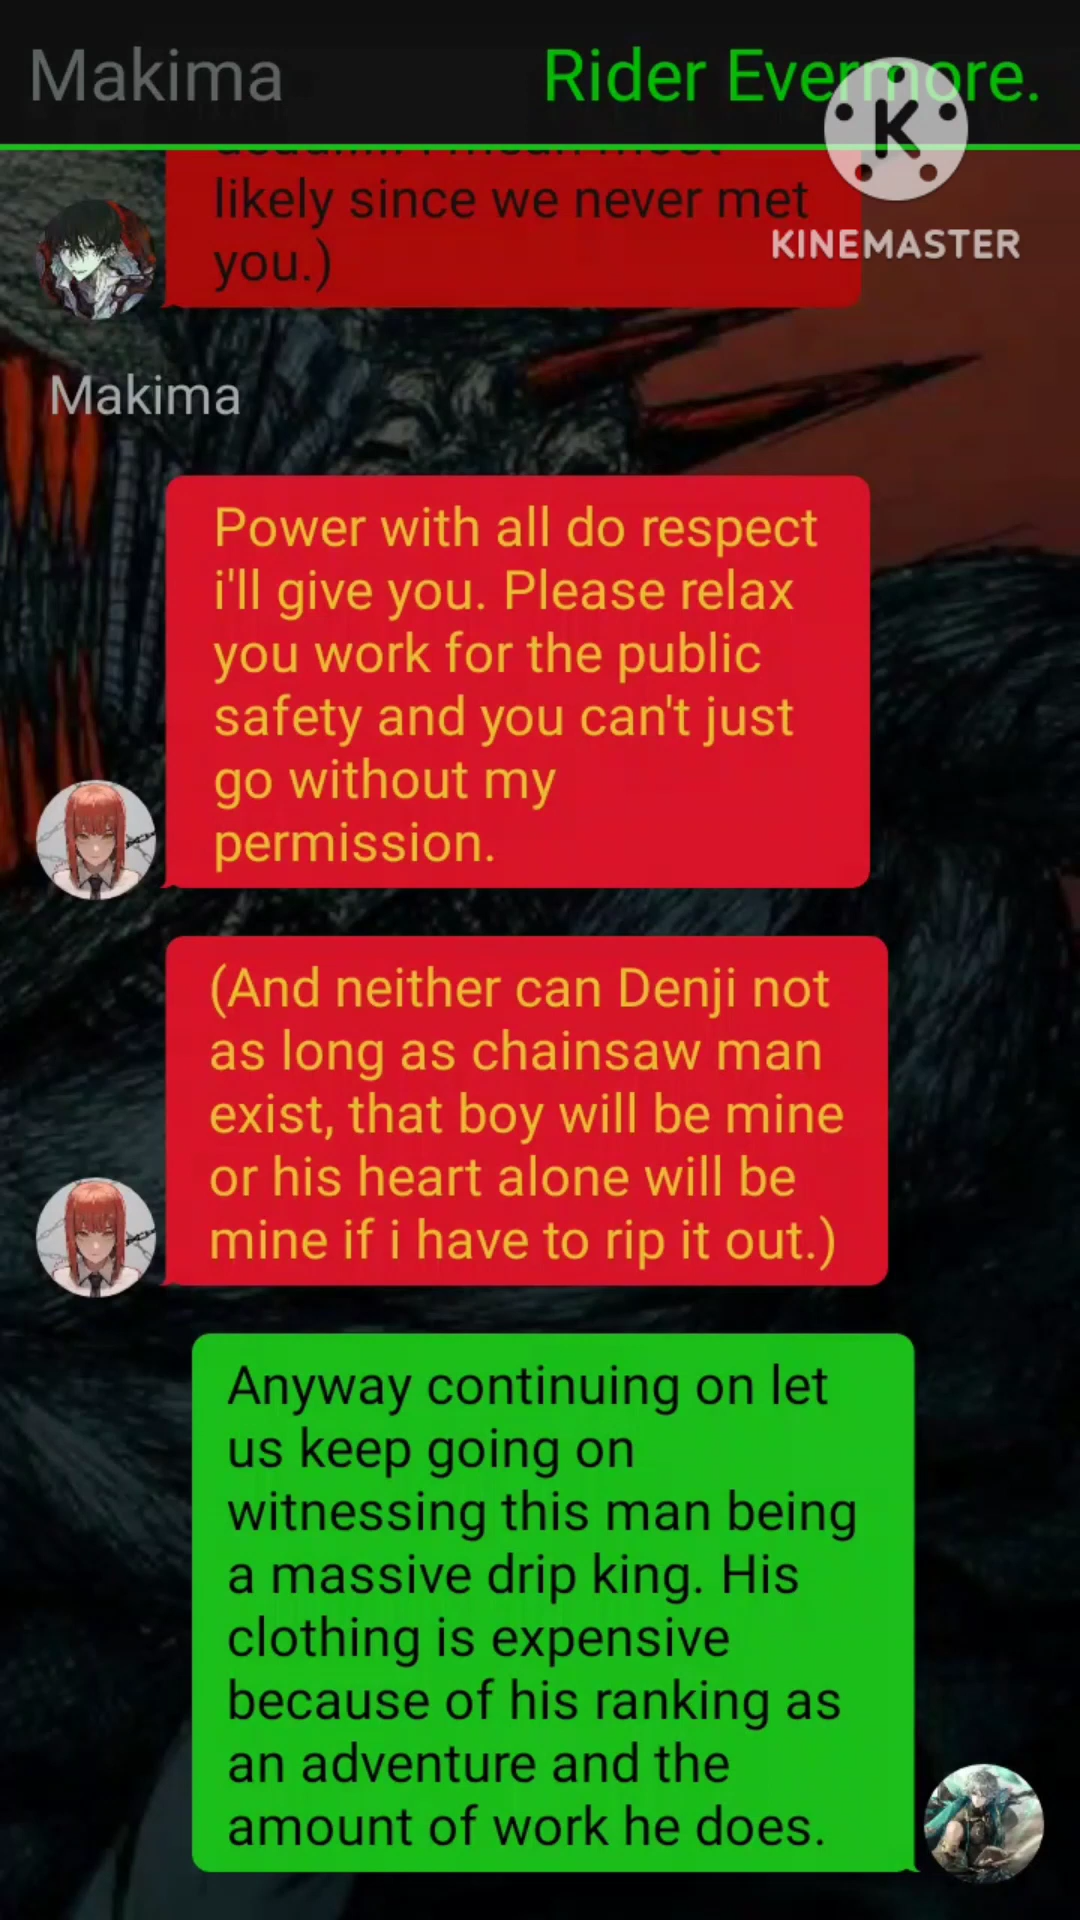 Makima
Rider Evermore.
KINEMASTER
likely since we never met
you.)
Makima
Power with all do respect
i'll give you. Please relax
you work for the public
safety and you can't just
go without my
permission.
(And neither can Denji not
as long as chainsaw man
exist, that boy will be mine
or his heart alone will be
mine if i have to rip it out.)
Anyway continuing on let
us keep going on
witnessing this man being
a massive drip king. His
clothing is expensive
because of his ranking as
an adventure and the
amount of work he does.